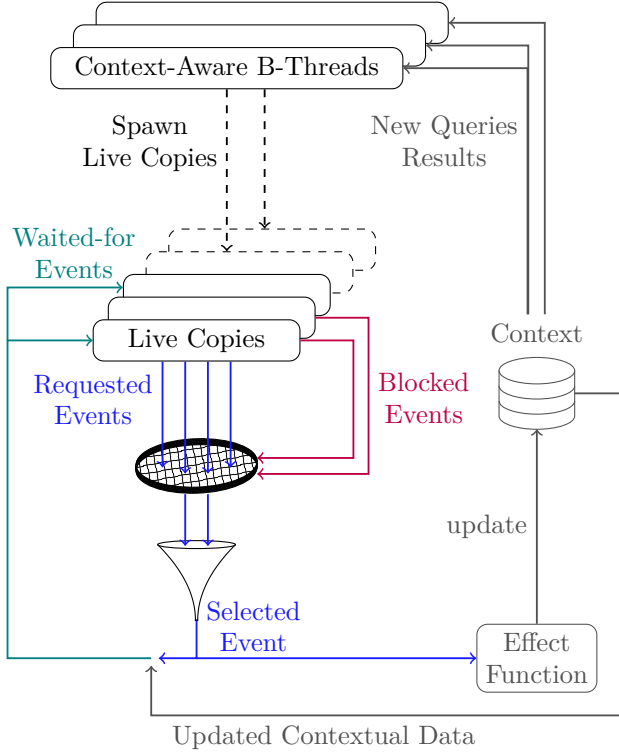 Context-Aware B-Threads
Spawn
Live Copies
New Queries
Results
Waited-for
Events
Live Copies
Context
Requested
Events
Blocked
Events
update
Selected
Event
Effect
Function
Updated Contextual Data